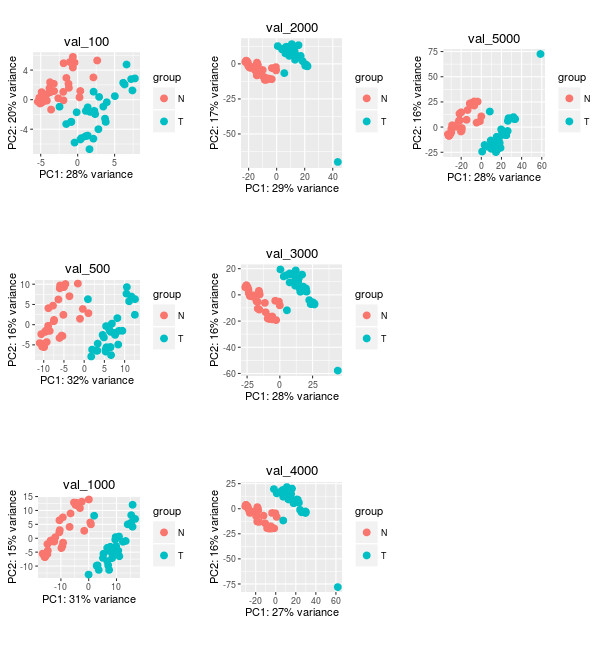 val_100
PC2: 20% variance
4
0
-4
-5
0
5
PC1: 28% variance
group
N
T
val_2000
PC2: 17% variance
0
-50
-20
0
20
40
PC1: 29% variance
group
N
T
val_5000
PC2: 16% variance
75
50
25
0
-25
-20
0
20
40
60
PC1: 28% variance
group
N
T
val_500
PC2: 16% variance
10
5
0
-5
-10
-5
0
5
10
PC1: 32% variance
group
N
T
val_3000
PC2: 16% variance
20
0
-20
-40
-60
-25
0
25
PC1: 28% variance
group
N
T
val_1000
PC2: 15% variance
15
10
5
0
-5
-10
-10
0
10
PC1: 31% variance
group
N
T
val_4000
PC2: 16% variance
25
0
-25
-50
-75
-20
0
20
40
60
PC1: 27% variance
group
N
T